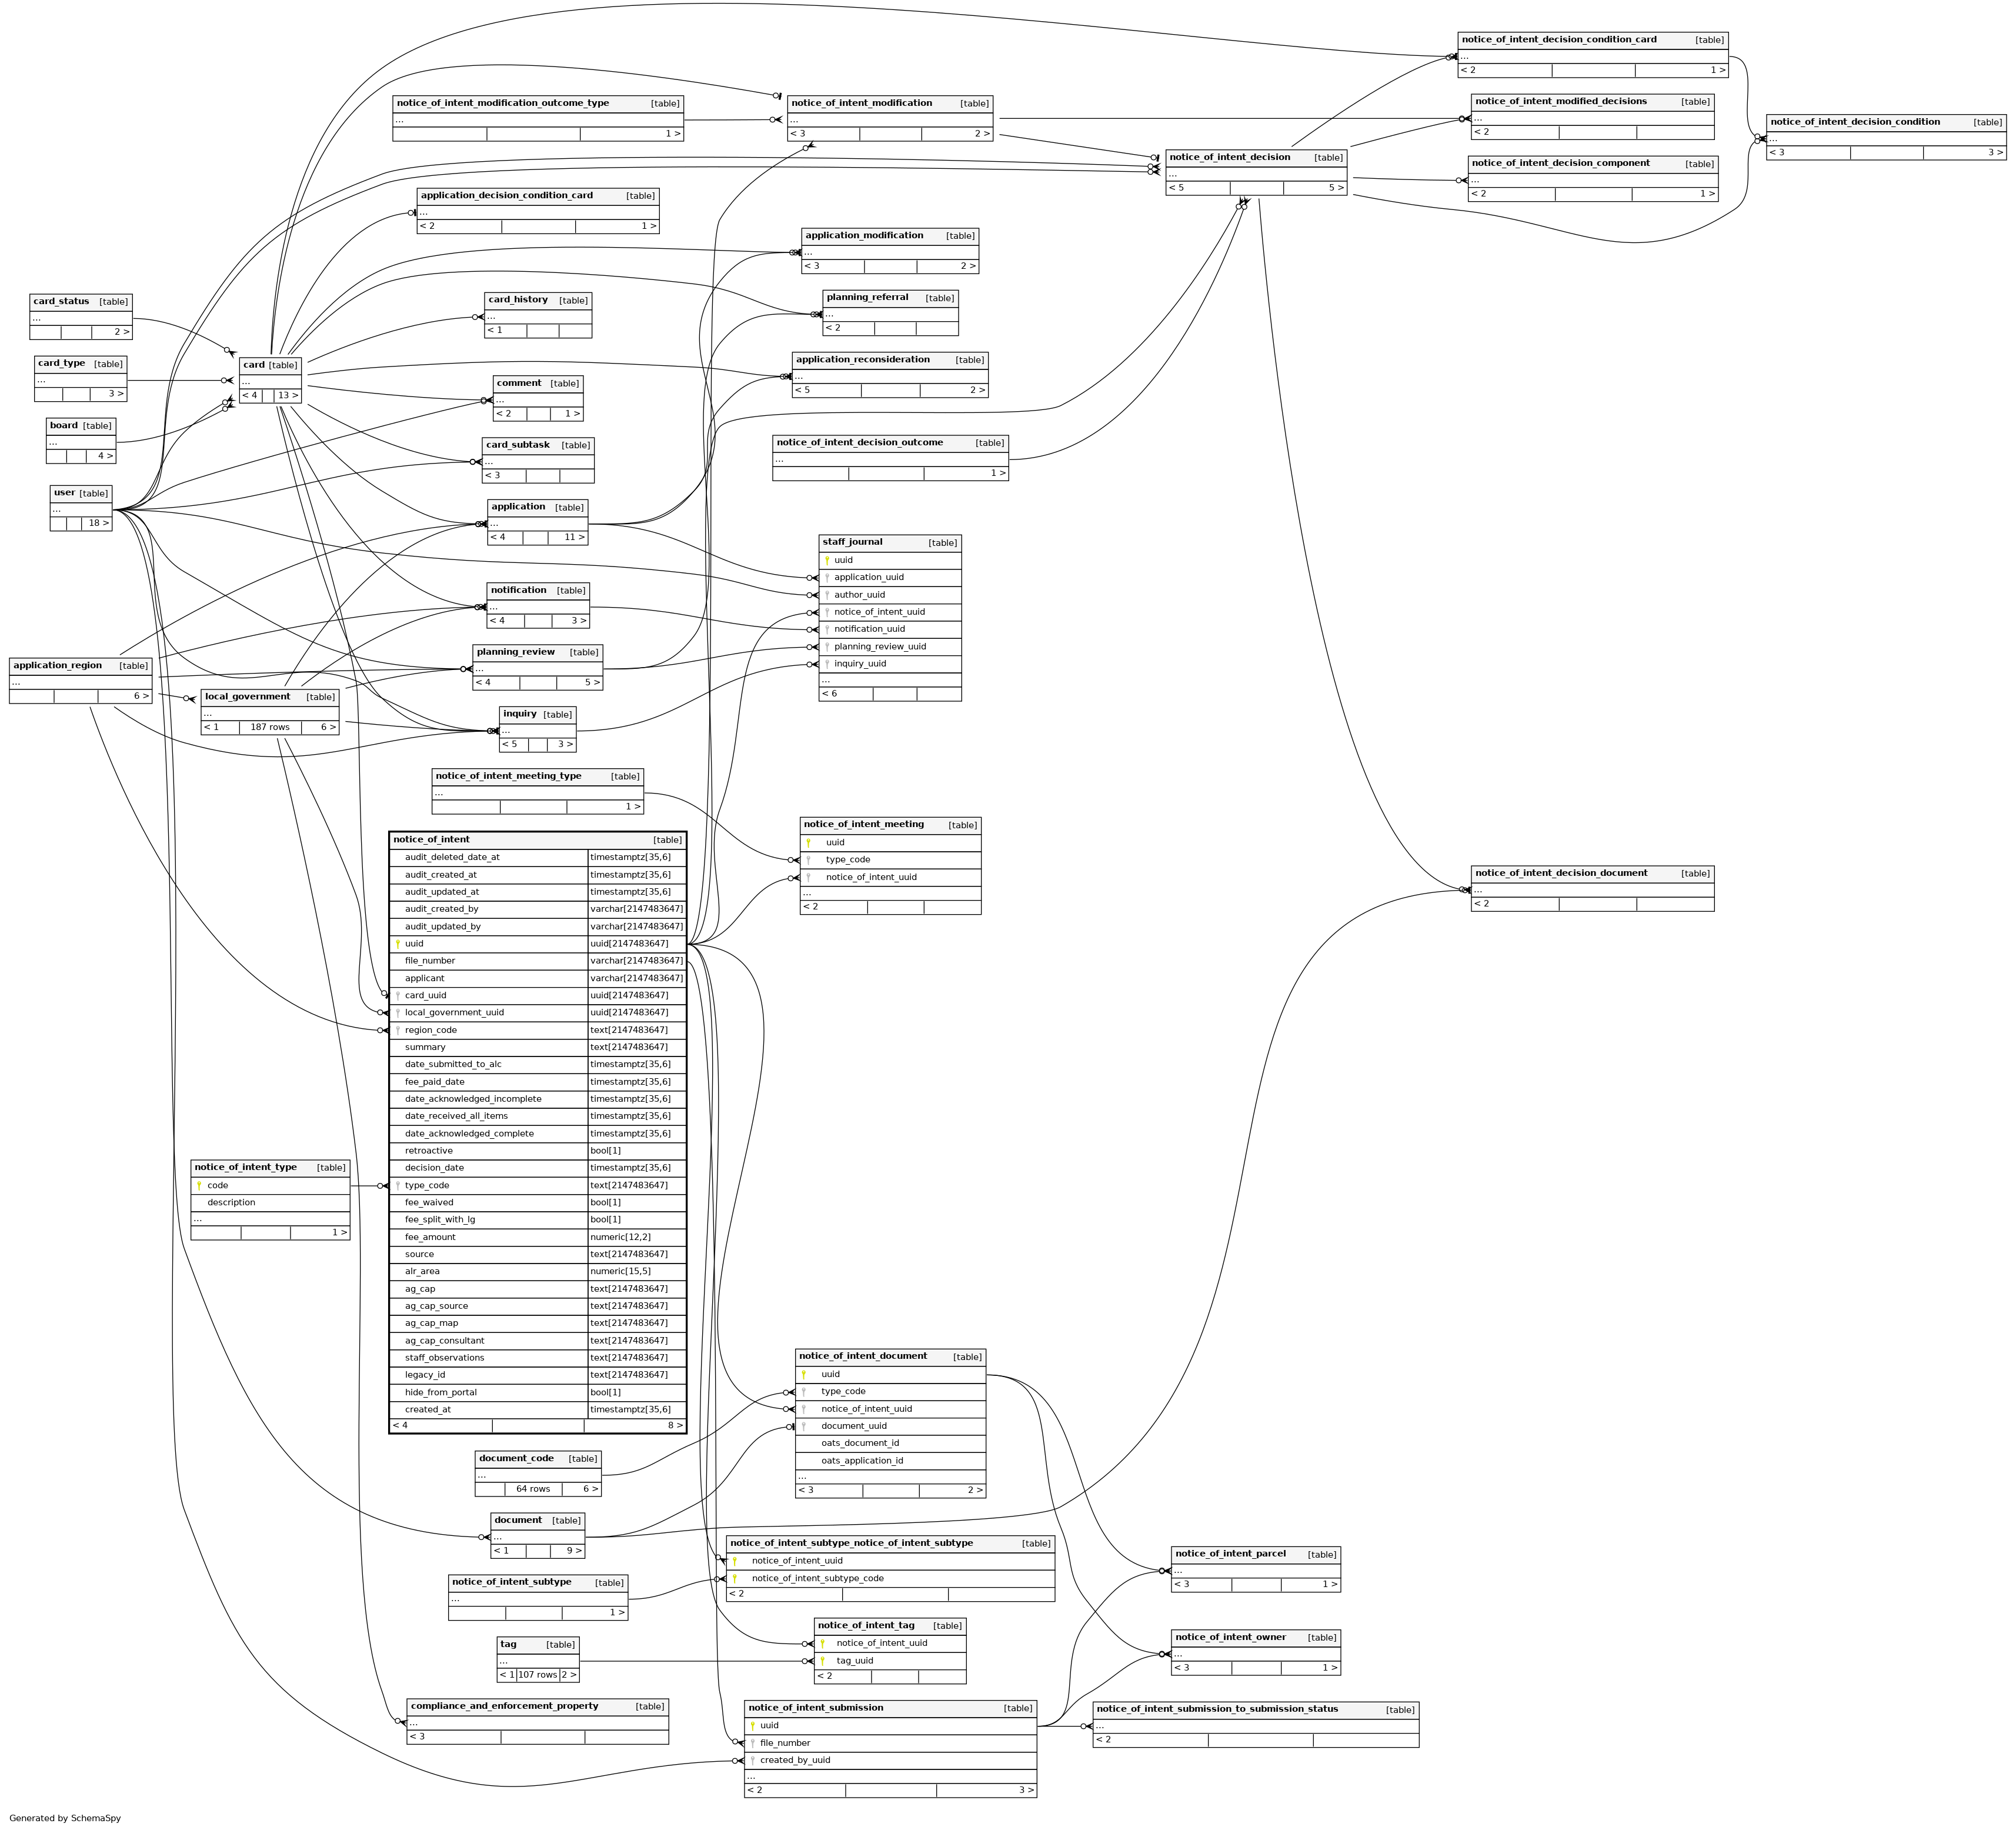 notice_of_intent_decision_condition_card [table]
...
< 2 1 >
notice_of_intent_modification_outcome_type [table]
...
1 >
notice_of_intent_modification [table]
...
< 3 2 >
notice_of_intent_modified_decisions [table]
...
< 2
notice_of_intent_decision_condition [table]
...
< 3 3 >
notice_of_intent_decision [table]
...
< 5 5 >
notice_of_intent_decision_component [table]
...
< 2 1 >
application_decision_condition_card [table]
...
< 2 1 >
application_modification [table]
...
< 3 2 >
card_status [table]
...
2 >
card_history [table]
...
< 1
planning_referral [table]
...
< 2
card_type [table]
...
3 >
card [table]
...
< 4 13 >
application_reconsideration [table]
...
< 5 2 >
comment [table]
...
< 2 1 >
board [table]
...
4 >
card_subtask [table]
...
< 3
notice_of_intent_decision_outcome [table]
...
1 >
user [table]
...
18 >
application [table]
...
< 4 11 >
staff_journal [table]
uuid
application_uuid
author_uuid
notice_of_intent_uuid
notification_uuid
planning_review_uuid
inquiry_uuid
...
< 6
notification [table]
...
< 4 3 >
planning_review [table]
...
< 4 5 >
application_region [table]
...
6 >
local_government [table]
...
< 1 187 rows 6 >
inquiry [table]
...
< 5 3 >
notice_of_intent_meeting_type [table]
...
1 >
notice_of_intent_meeting [table]
uuid
type_code
notice_of_intent_uuid
...
< 2
notice_of_intent_decision_document [table]
...
< 2
notice_of_intent [table]
audit_deleted_date_at timestamptz[35,6]
audit_created_at timestamptz[35,6]
audit_updated_at timestamptz[35,6]
audit_created_by varchar[2147483647]
audit_updated_by varchar[2147483647]
uuid uuid[2147483647]
file_number varchar[2147483647]
applicant varchar[2147483647]
card_uuid uuid[2147483647]
local_government_uuid uuid[2147483647]
region_code text[2147483647]
summary text[2147483647]
date_submitted_to_alc timestamptz[35,6]
fee_paid_date timestamptz[35,6]
date_acknowledged_incomplete timestamptz[35,6]
date_received_all_items timestamptz[35,6]
date_acknowledged_complete timestamptz[35,6]
retroactive bool[1]
decision_date timestamptz[35,6]
type_code text[2147483647]
fee_waived bool[1]
fee_split_with_lg bool[1]
fee_amount numeric[12,2]
source text[2147483647]
alr_area numeric[15,5]
ag_cap text[2147483647]
ag_cap_source text[2147483647]
ag_cap_map text[2147483647]
ag_cap_consultant text[2147483647]
staff_observations text[2147483647]
legacy_id text[2147483647]
hide_from_portal bool[1]
created_at timestamptz[35,6]
< 4 8 >
notice_of_intent_type [table]
code
description
...
1 >
notice_of_intent_document [table]
uuid
type_code
notice_of_intent_uuid
document_uuid
oats_document_id
oats_application_id
...
< 3 2 >
document_code [table]
...
64 rows 6 >
document [table]
...
< 1 9 >
notice_of_intent_subtype_notice_of_intent_subtype [table]
notice_of_intent_uuid
notice_of_intent_subtype_code
< 2
notice_of_intent_parcel [table]
...
< 3 1 >
notice_of_intent_subtype [table]
...
1 >
notice_of_intent_tag [table]
notice_of_intent_uuid
tag_uuid
< 2
notice_of_intent_owner [table]
...
< 3 1 >
tag [table]
...
< 1 107 rows 2 >
compliance_and_enforcement_property [table]
...
< 3
notice_of_intent_submission [table]
uuid
file_number
created_by_uuid
...
< 2 3 >
notice_of_intent_submission_to_submission_status [table]
...
< 2
Generated by SchemaSpy